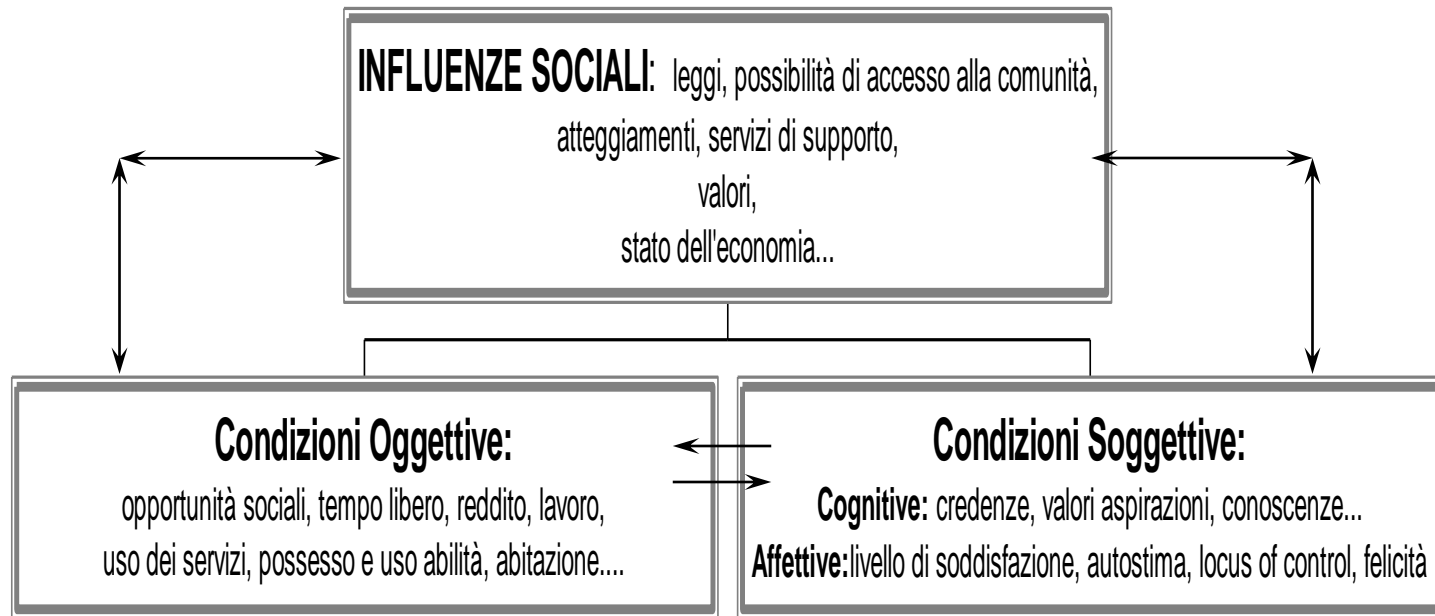 INFLUENZE SOCIALI: leggi, possibilità di accesso alla comunità,
atteggiamenti, servizi di supporto,
valori,
stato dell'economia...
Condizioni Oggettive:
opportunità sociali, tempo libero, reddito, lavoro,
uso dei servizi, possesso e uso abilità, abitazione....
Condizioni Soggettive:
Cognitive: credenze, valori aspirazioni, conoscenze...
Affettive:livello di soddisfazione, autostima, locus of control, felicità